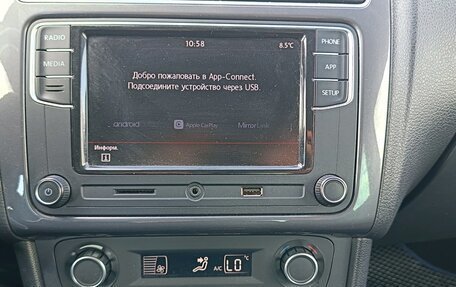 RADIO
10:58
8.5°C
PHONE
MEDIA
APP
Добро пожаловать в App-Connect.
Подсоедините устройство через USB.
SETUP
android
Apple CarPlay
MirrorLink
Информ.
A/C
LO
°C